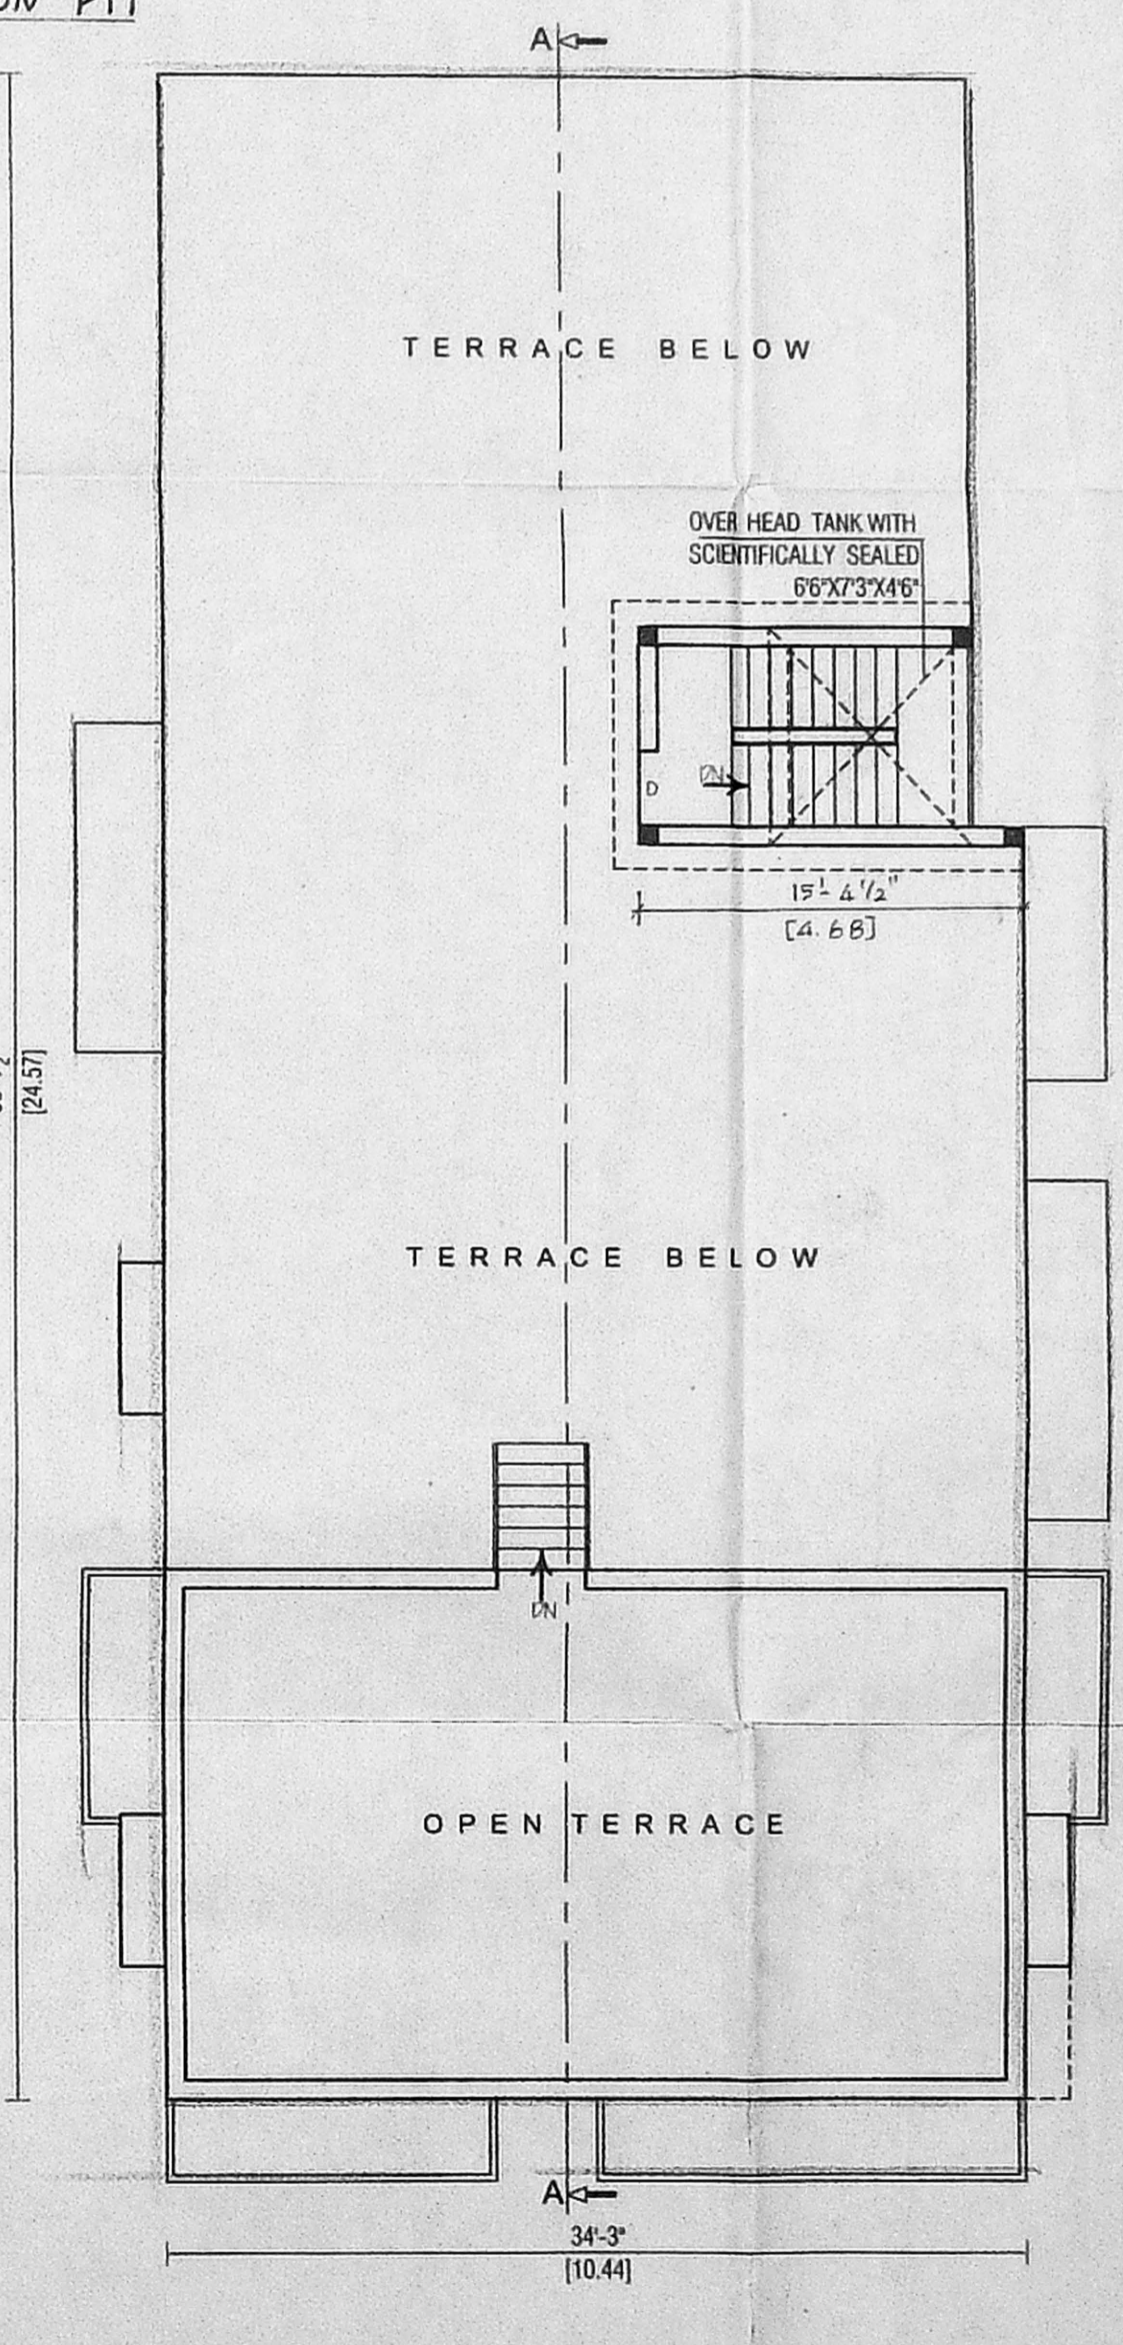 A
TERRACE BELOW
OVER HEAD TANK WITH
SCIENTIFICALLY SEALED
6'6"X7'3"X4'6"
DN
D
15'-4 1/2"
[4.68]
[24.57]
TERRACE BELOW
DN
OPEN TERRACE
A
34'-3"
[10.44]